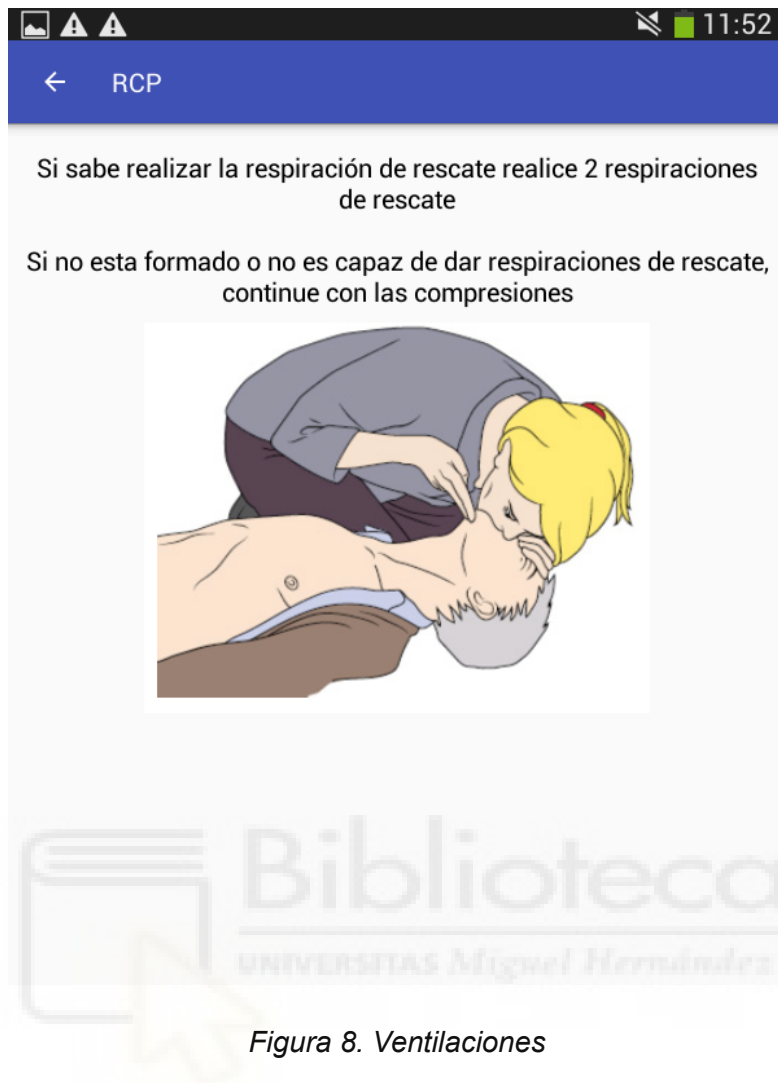 11:52
RCP
Si sabe realizar la respiración de rescate realice 2 respiraciones
de rescate
Si no esta formado o no es capaz de dar respiraciones de rescate,
continue con las compresiones
Biblioteca
UNIVERSITAS Miguel Hernández
Figura 8. Ventilaciones